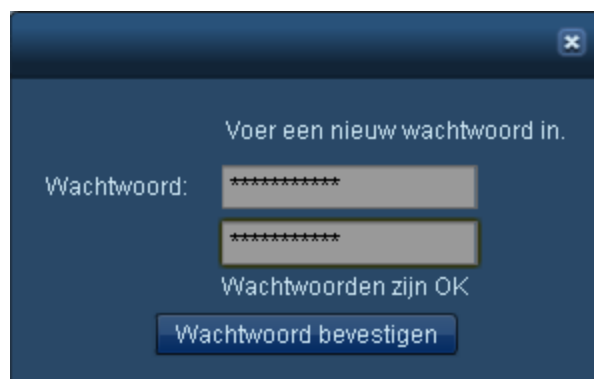 Voer een nieuw wachtwoord in.
Wachtwoord: ***********
***********
Wachtwoorden zijn OK
Wachtwoord bevestigen